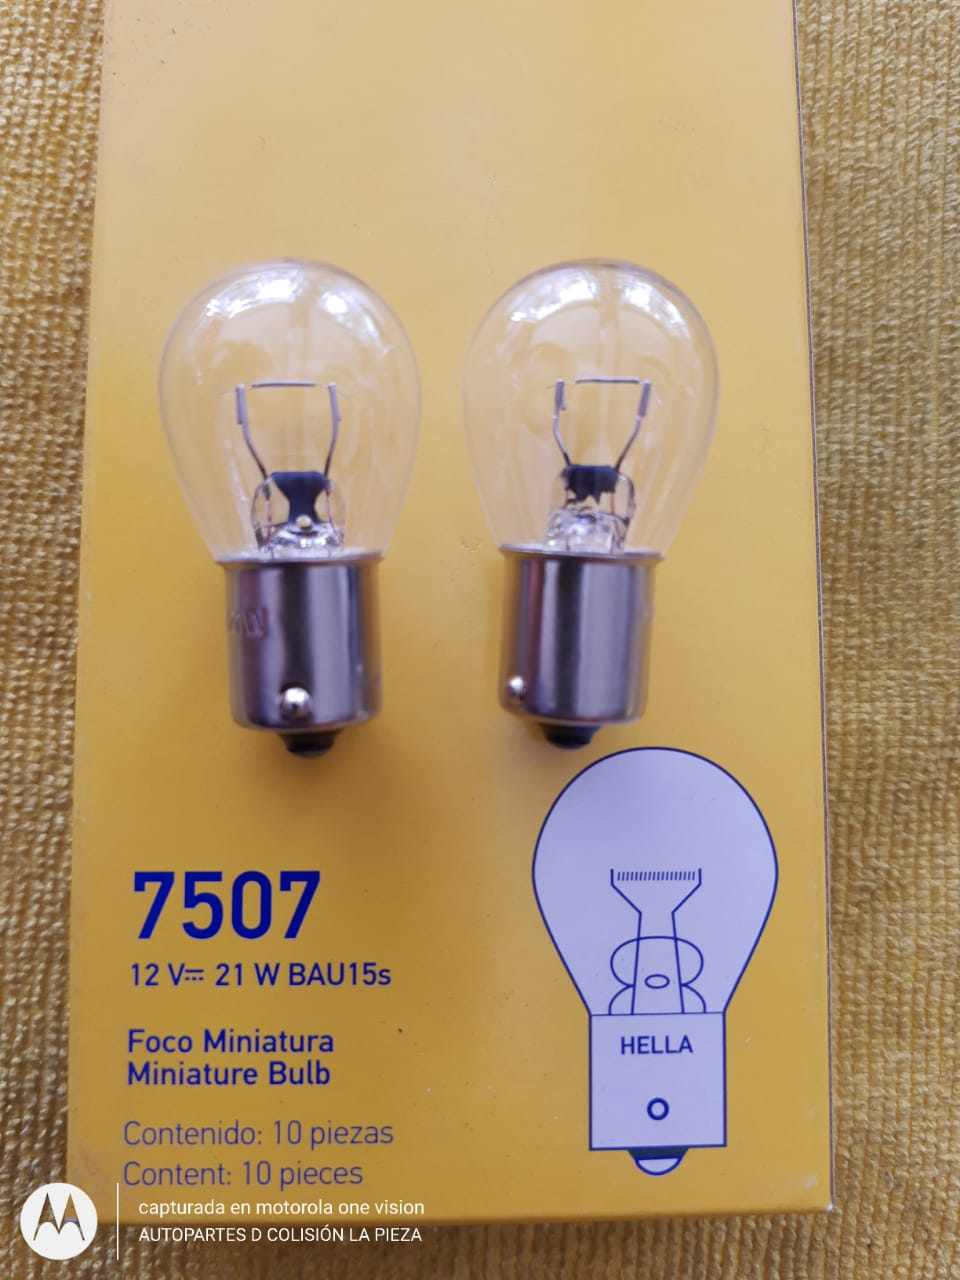 7507
12 V⎓ 21 W BAU15s
Foco Miniatura
Miniature Bulb
Contenido: 10 piezas
Content: 10 pieces
HELLA
capturada en motorola one vision
AUTOPARTES D COLISIÓN LA PIEZA